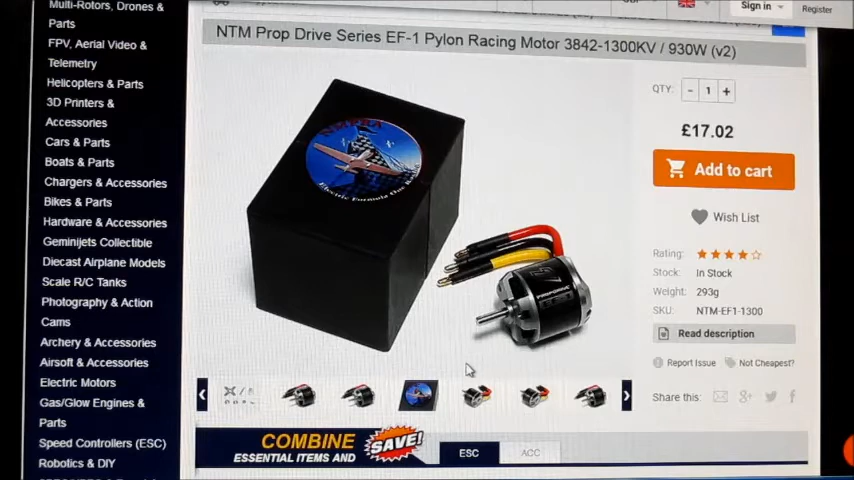 Multi-Rotors, Drones &
Parts
FPV, Aerial Video &
Telemetry
Helicopters & Parts
3D Printers &
Accessories
Cars & Parts
Boats & Parts
Chargers & Accessories
Bikes & Parts
Hardware & Accessories
Geminijets Collectible
Diecast Airplane Models
Scale R/C Tanks
Photography & Action
Cams
Archery & Accessories
Airsoft & Accessories
Electric Motors
Gas/Glow Engines &
Parts
Speed Controllers (ESC)
Robotics & DIY
Sign in
Register
NTM Prop Drive Series EF-1 Pylon Racing Motor 3842-1300KV / 930W (v2)
Electric Formula One
PROPDRIVE
QTY:
- 1 +
£17.02
Add to cart
Wish List
Rating:
Stock: In Stock
Weight: 293g
SKU: NTM-EF1-1300
Read description
Report Issue Not Cheapest?
Share this:
COMBINE
ESSENTIAL ITEMS AND
SAVE!
ESC
ACC